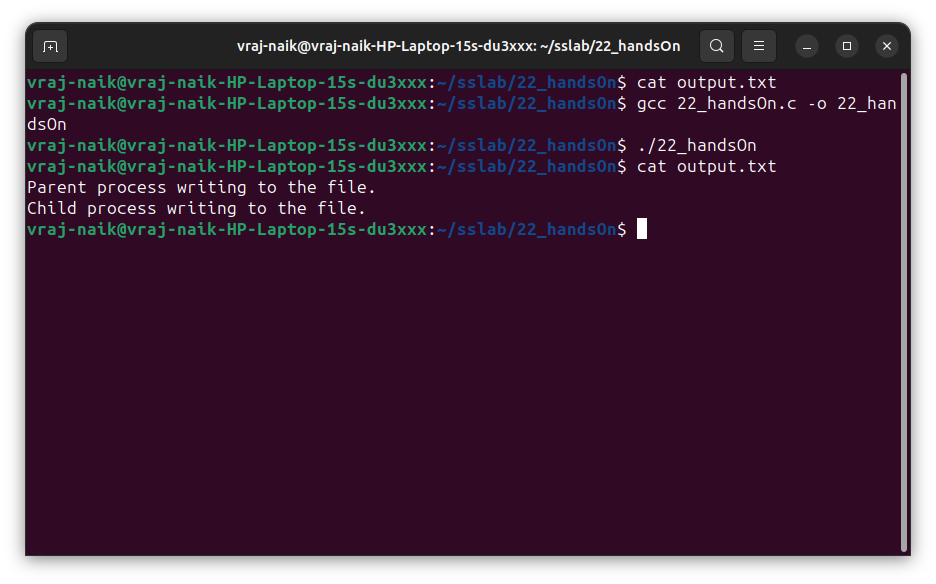 vraj-naik@vraj-naik-HP-Laptop-15s-du3xxx: ~/sslab/22_handsOn
vraj-naik@vraj-naik-HP-Laptop-15s-du3xxx:~/sslab/22_handsOn$ cat output.txt
vraj-naik@vraj-naik-HP-Laptop-15s-du3xxx:~/sslab/22_handsOn$ gcc 22_handsOn.c -o 22_han
dsOn
vraj-naik@vraj-naik-HP-Laptop-15s-du3xxx:~/sslab/22_handsOn$ ./22_handsOn
vraj-naik@vraj-naik-HP-Laptop-15s-du3xxx:~/sslab/22_handsOn$ cat output.txt
Parent process writing to the file.
Child process writing to the file.
vraj-naik@vraj-naik-HP-Laptop-15s-du3xxx:~/sslab/22_handsOn$